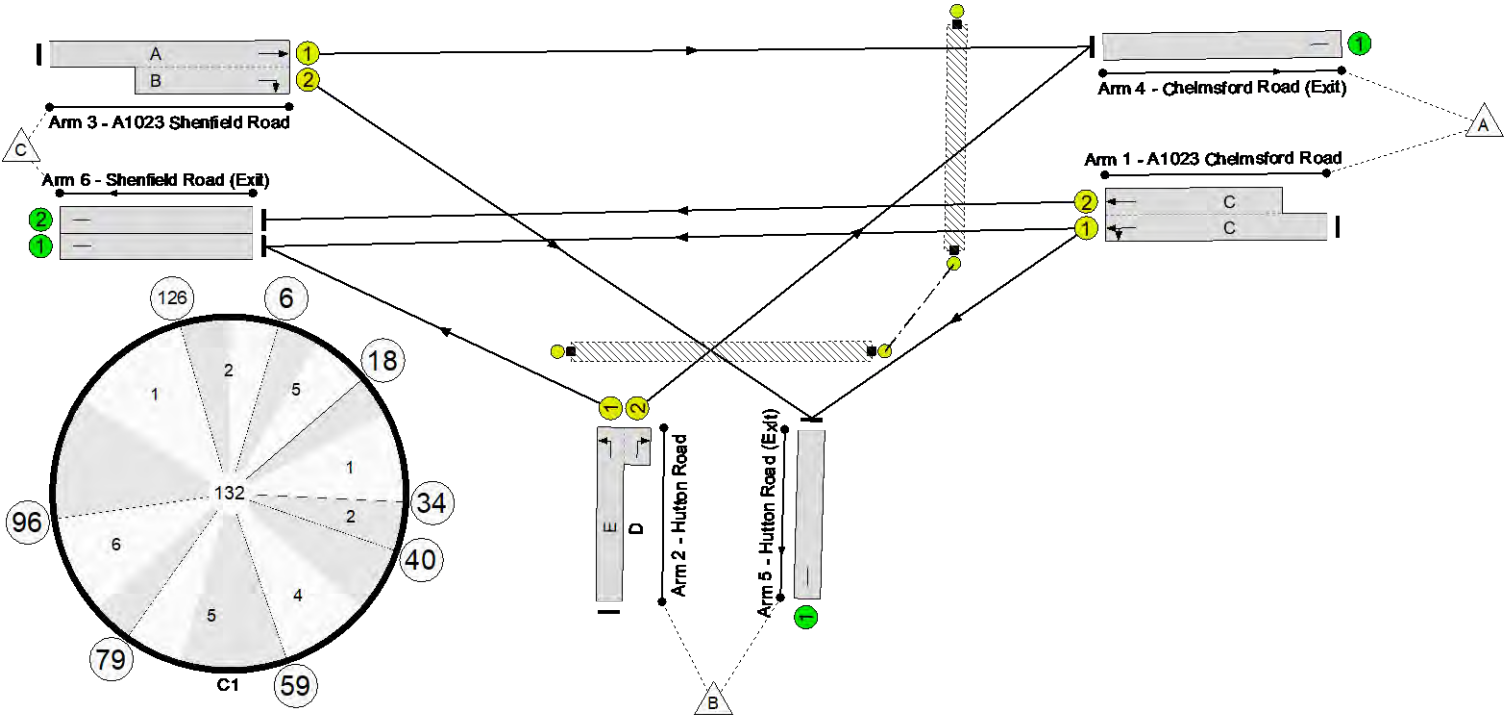 A
B
1
2
Arm 3 - A1023 Shenfield Road
C
1
Arm 4 - Chelmsford Road (Exit)
A
Arm 1 - A1023 Chelmsford Road
2
1
C
C
Arm 6 - Shenfield Road (Exit)
2
1
126
6
18
34
40
59
79
96
1
2
5
1
2
4
5
6
132
C1
1
2
E
D
Arm 2 - Hutton Road
Arm 5 - Hutton Road (Exit)
1
B